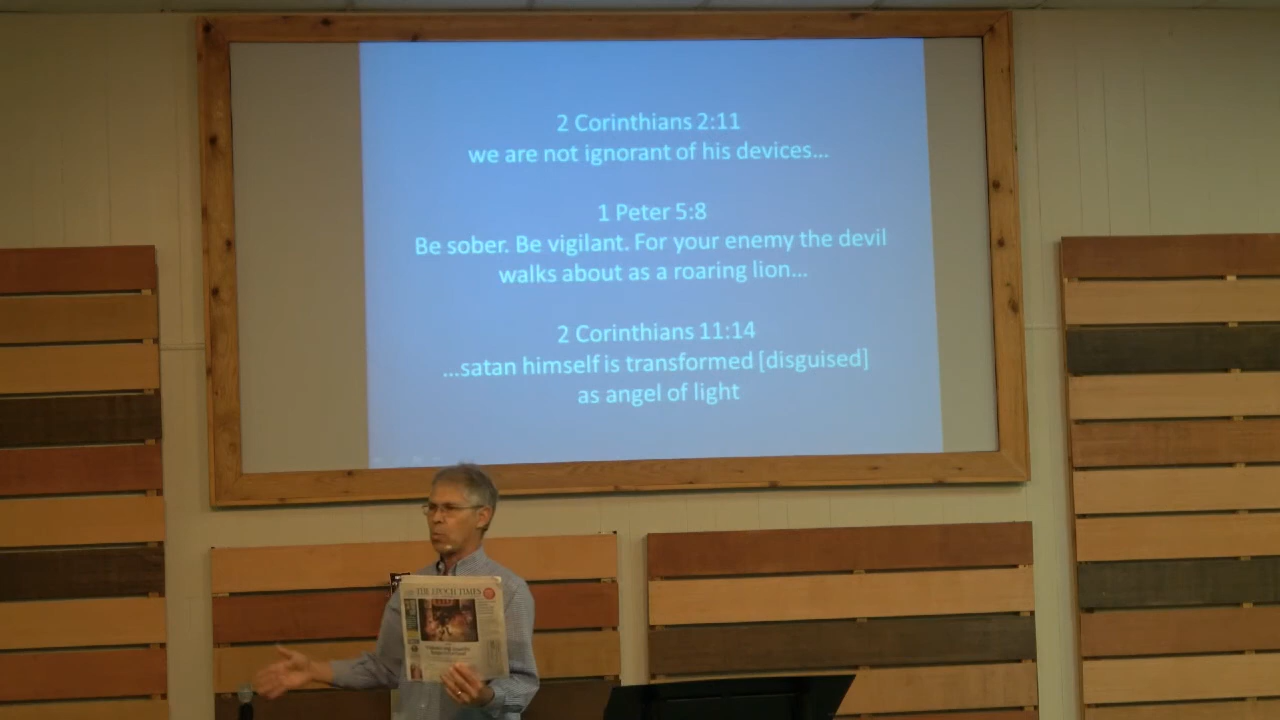 2 Corinthians 2:11
we are not ignorant of his devices...
1 Peter 5:8
Be sober. Be vigilant. For your enemy the devil
walks about as a roaring lion...
2 Corinthians 11:14
...satan himself is transformed [disguised]
as angel of light
THE EPOCH TIMES